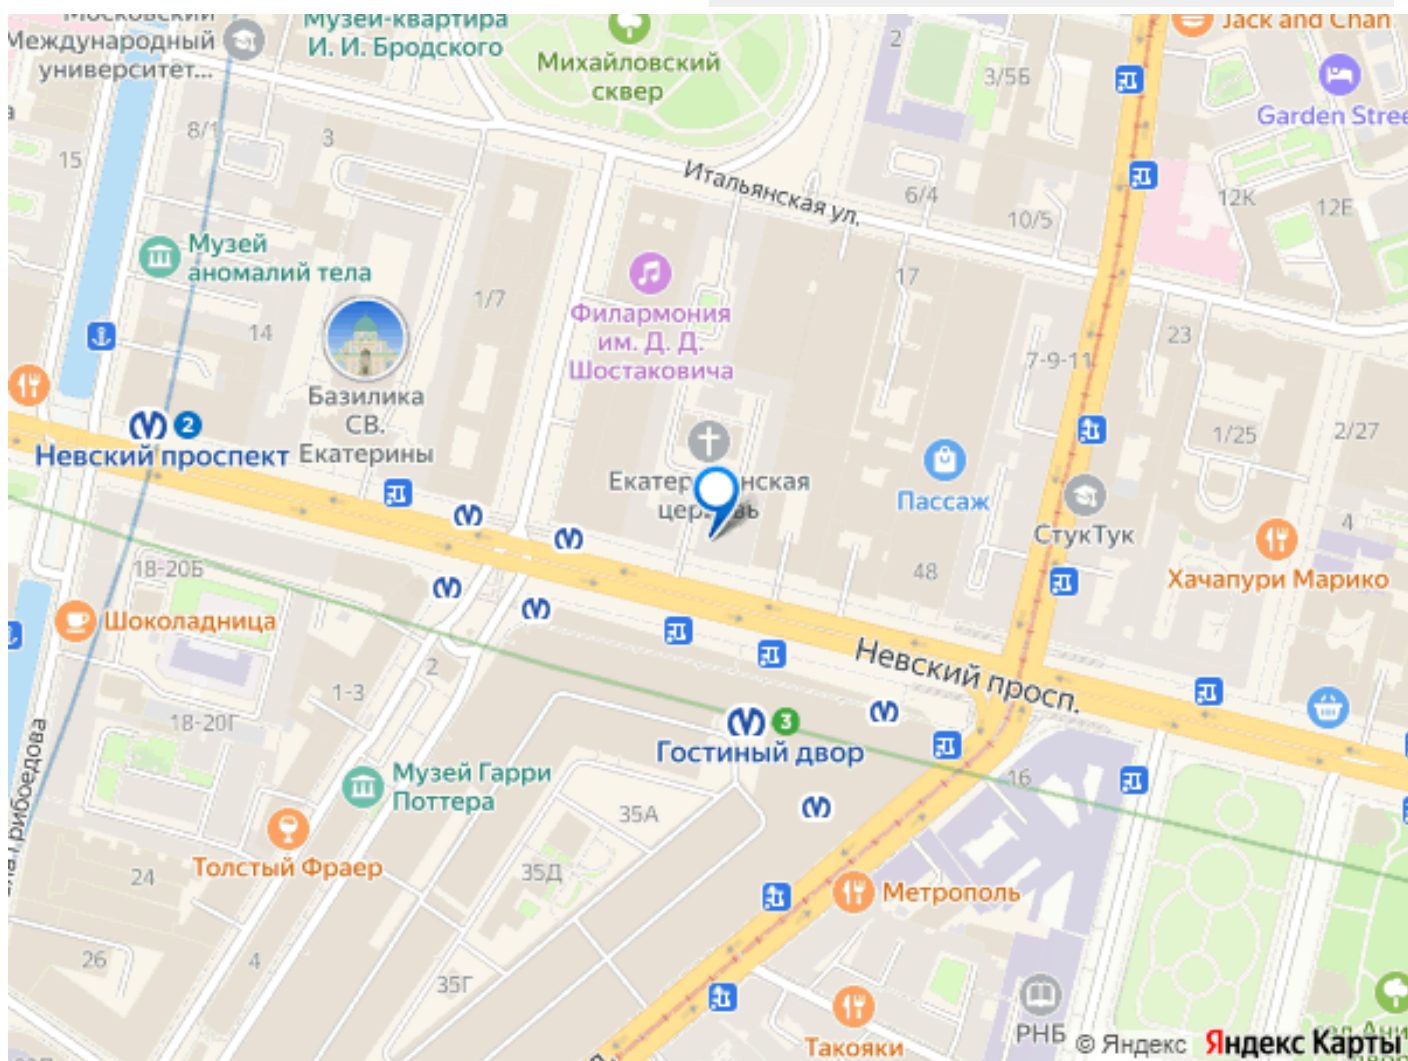 Московский
Международный
университет...
Музей-квартира
И. И. Бродского
Михайловский
сквер
2
3/5Б
Jack and Chan
Garden Stree
8/1
3
15
Итальянская ул.
6/4
10/5
12К
12Е
Музей
аномалий тела
1/7
14
Филармония
им. Д. Д.
Шостаковича
17
7-9-11
23
Базилика
СВ.
Екатерины
2
Невский проспект
1/25
2/27
Пассаж
церковь
СтукТук
4
Хачапури Марико
18-20Б
48
Шоколадница
2
1-3
Невский просп.
18-20Г
3
Гостиный двор
16
Музей Гарри
Поттера
35А
Толстый Фраер
24
35Д
Метрополь
26
4
35Г
РНБ
Такояки
© Яндекс
Яндекс Карты